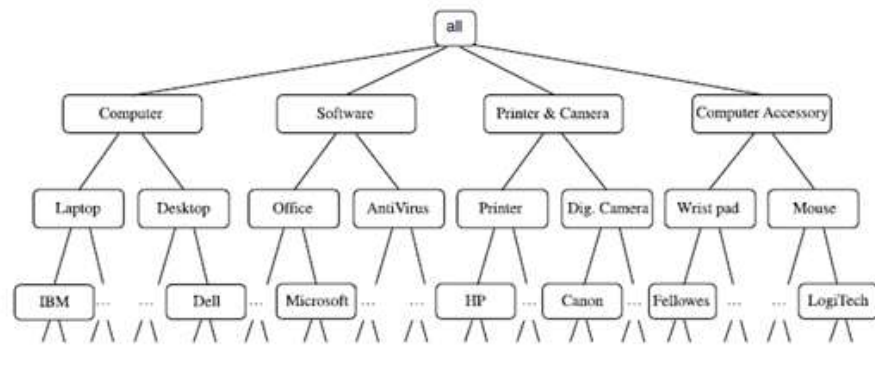 all
Computer Software Printer & Camera Computer Accessory
Laptop Desktop Office AntiVirus Printer Dig. Camera Wrist pad Mouse
IBM ... ... Dell ... Microsoft ... ... HP ... Canon ... Fellowes ... ... LogiTech